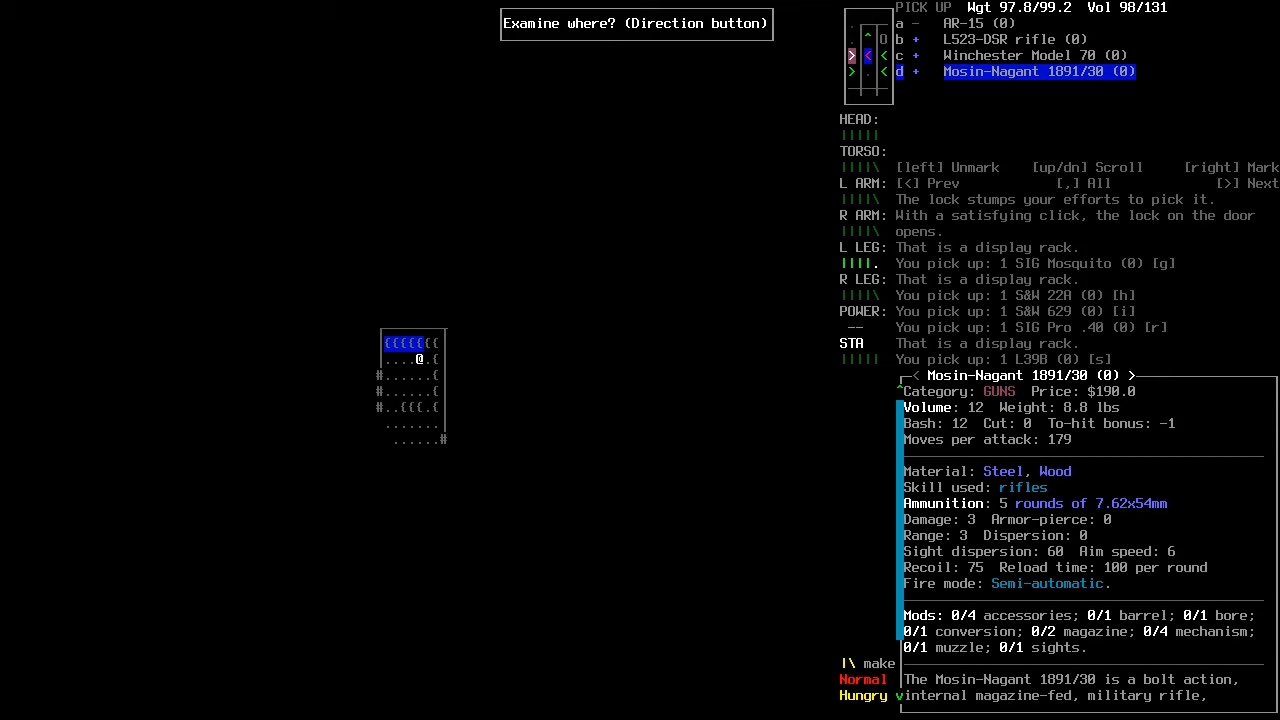 Examine where? (Direction button)
PICK UP Wgt 97.8/99.2 Vol 98/131
a - AR-15 (0)
b + L523-DSR rifle (0)
c + Winchester Model 70 (0)
d + Mosin-Nagant 1891/30 (0)
HEAD:
|||||
TORSO:
||||\ [left] Unmark [up/dn] Scroll [right] Mark
L ARM: [<] Prev [,] All [>] Next
||||\ The lock stumps your efforts to pick it.
R ARM: With a satisfying click, the lock on the door
||||\ opens.
L LEG: That is a display rack.
||||. You pick up: 1 SIG Mosquito (0) [g]
R LEG: That is a display rack.
||||\ You pick up: 1 S&W 22A (0) [h]
POWER: You pick up: 1 S&W 629 (0) [i]
-- You pick up: 1 SIG Pro .40 (0) [r]
STA That is a display rack.
||||| You pick up: 1 L39B (0) [s]
< Mosin-Nagant 1891/30 (0) >
Category: GUNS Price: $190.0
Volume: 12 Weight: 8.8 lbs
Bash: 12 Cut: 0 To-hit bonus: -1
Moves per attack: 179
Material: Steel, Wood
Skill used: rifles
Ammunition: 5 rounds of 7.62x54mm
Damage: 3 Armor-pierce: 0
Range: 3 Dispersion: 0
Sight dispersion: 60 Aim speed: 6
Recoil: 75 Reload time: 100 per round
Fire mode: Semi-automatic.
Mods: 0/4 accessories; 0/1 barrel; 0/1 bore;
0/1 conversion; 0/2 magazine; 0/4 mechanism;
0/1 muzzle; 0/1 sights.
|\ make
Normal The Mosin-Nagant 1891/30 is a bolt action,
Hungry v internal magazine-fed, military rifle,
{{{{{{{
....@.{
#......{
#......{
#..{{{.{
.......
......#